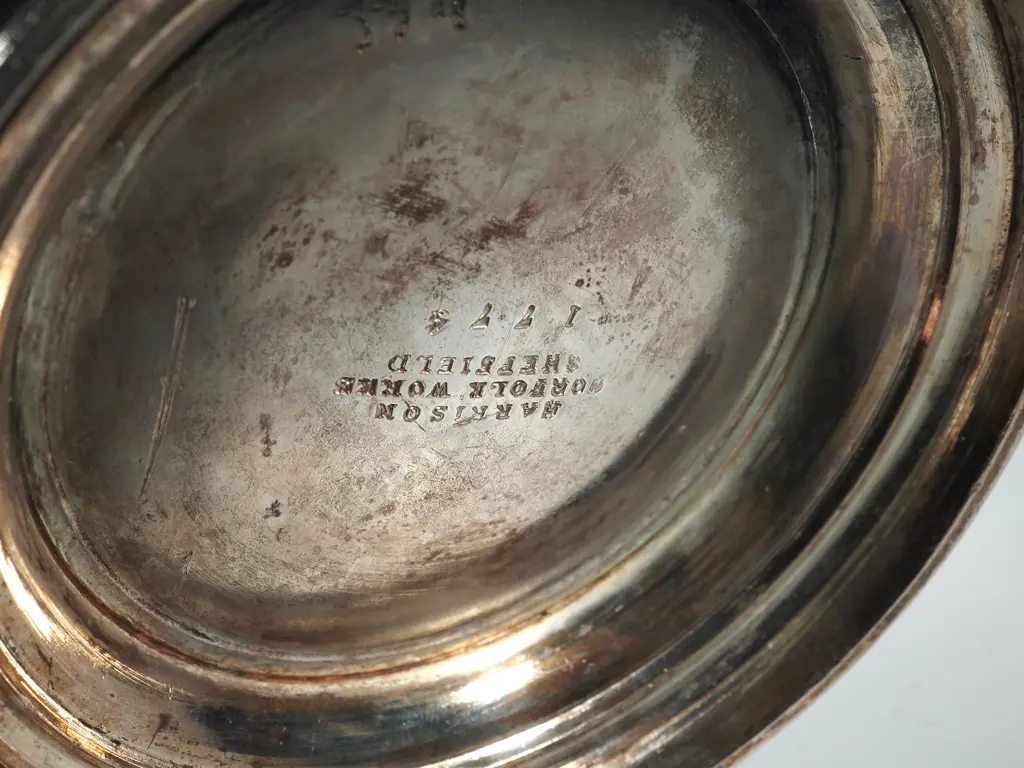 HARRISON
NORFOLK WORKS
SHEFFIELD
1774